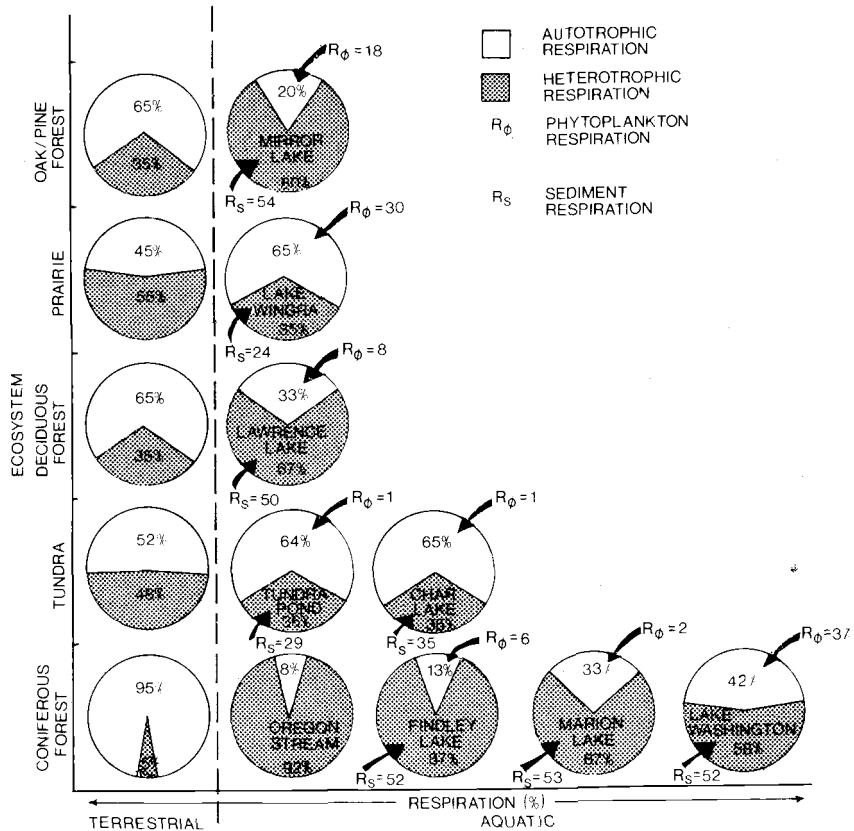 AUTOTROPHIC
RESPIRATION
HETEROTROPHIC
RESPIRATION
Rϕ PHYTOPLANKTON
RESPIRATION
RS SEDIMENT
RESPIRATION
ECOSYSTEM
OAK/PINE
FOREST
65%
35%
Rϕ=18
20%
MIRROR
LAKE
80%
RS=54
PRAIRIE
45%
55%
Rϕ=30
65%
LAKE
WINGRA
35%
RS=24
DECIDUOUS
FOREST
65%
35%
Rϕ=8
33%
LAWRENCE
LAKE
67%
RS=50
TUNDRA
52%
48%
Rϕ=1
64%
TUNDRA
POND
36%
RS=29
Rϕ=1
65%
CHAR
LAKE
35%
RS=35
CONIFEROUS
FOREST
95%
5%
8%
OREGON
STREAM
92%
Rϕ=6
13%
FINDLEY
LAKE
87%
RS=52
Rϕ=2
33%
MARION
LAKE
67%
RS=53
Rϕ=37
42%
LAKE
WASHINGTON
58%
RS=52
RESPIRATION (%)
TERRESTRIAL
AQUATIC